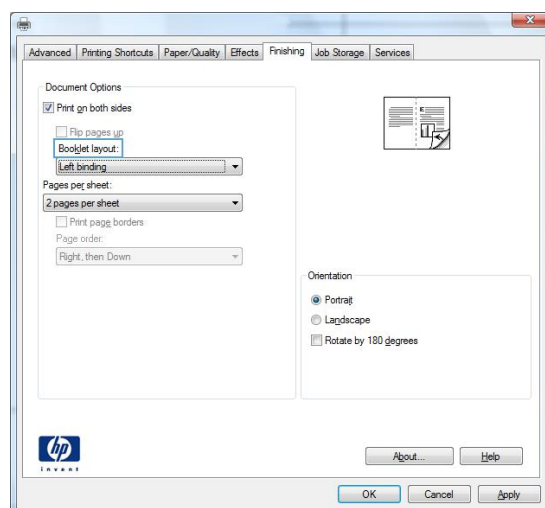 Advanced Printing Shortcuts Paper/Quality Effects Finishing Job Storage Services
Document Options
Print on both sides
Flip pages up
Booklet layout:
Left binding
Pages per sheet:
2 pages per sheet
Print page borders
Page order:
Right, then Down
Orientation
Portrait
Landscape
Rotate by 180 degrees
hp
invent
About... Help
OK Cancel Apply